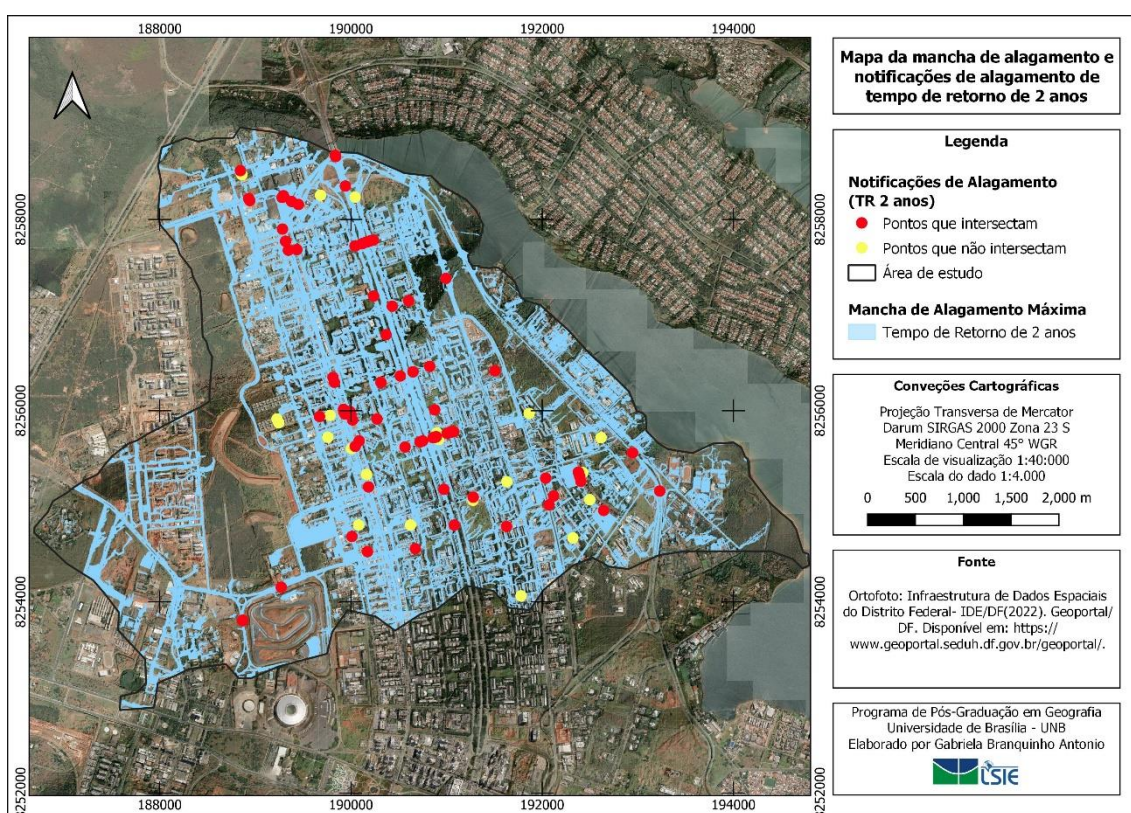 188000 190000 192000 194000
8258000
8256000
8254000
8252000
8258000
8256000
8254000
8252000
188000 190000 192000 194000
Mapa da mancha de alagamento e
notificações de alagamento de
tempo de retorno de 2 anos
Legenda
Notificações de Alagamento
(TR 2 anos)
Pontos que intersectam
Pontos que não intersectam
Área de estudo
Mancha de Alagamento Máxima
Tempo de Retorno de 2 anos
Conveções Cartográficas
Projeção Transversa de Mercator
Darum SIRGAS 2000 Zona 23 S
Meridiano Central 45° WGR
Escala de visualização 1:40:000
Escala do dado 1:4.000
0 500 1,000 1,500 2,000 m
Fonte
Ortofoto: Infraestrutura de Dados Espaciais
do Distrito Federal- IDE/DF(2022). Geoportal/
DF. Disponível em: https://
www.geoportal.seduh.df.gov.br/geoportal/.
Programa de Pós-Graduação em Geografia
Universidade de Brasília - UNB
Elaborado por Gabriela Branquinho Antonio
LSIE